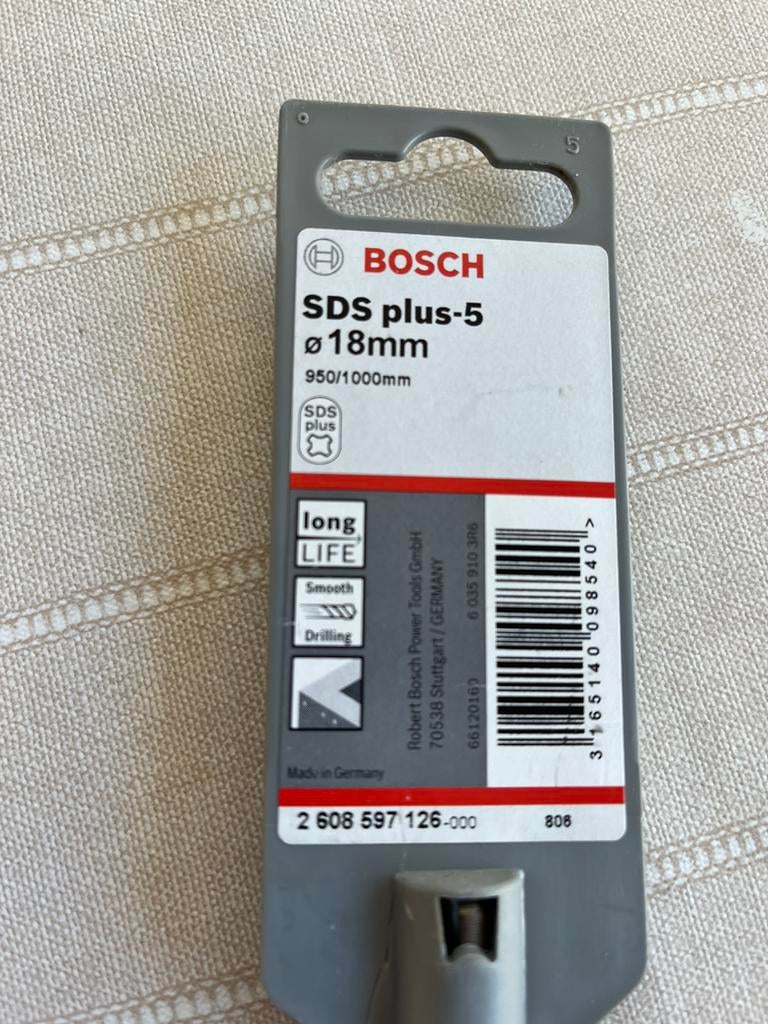 5
BOSCH
SDS plus-5
ø18mm
950/1000mm
SDS
plus
long
LIFE
Smooth
Drilling
Robert Bosch Power Tools GmbH
70538 Stuttgart / GERMANY
66120160 6 035 910 3R6
3 165140 098540 >
Made in Germany
2 608 597 126-000 806